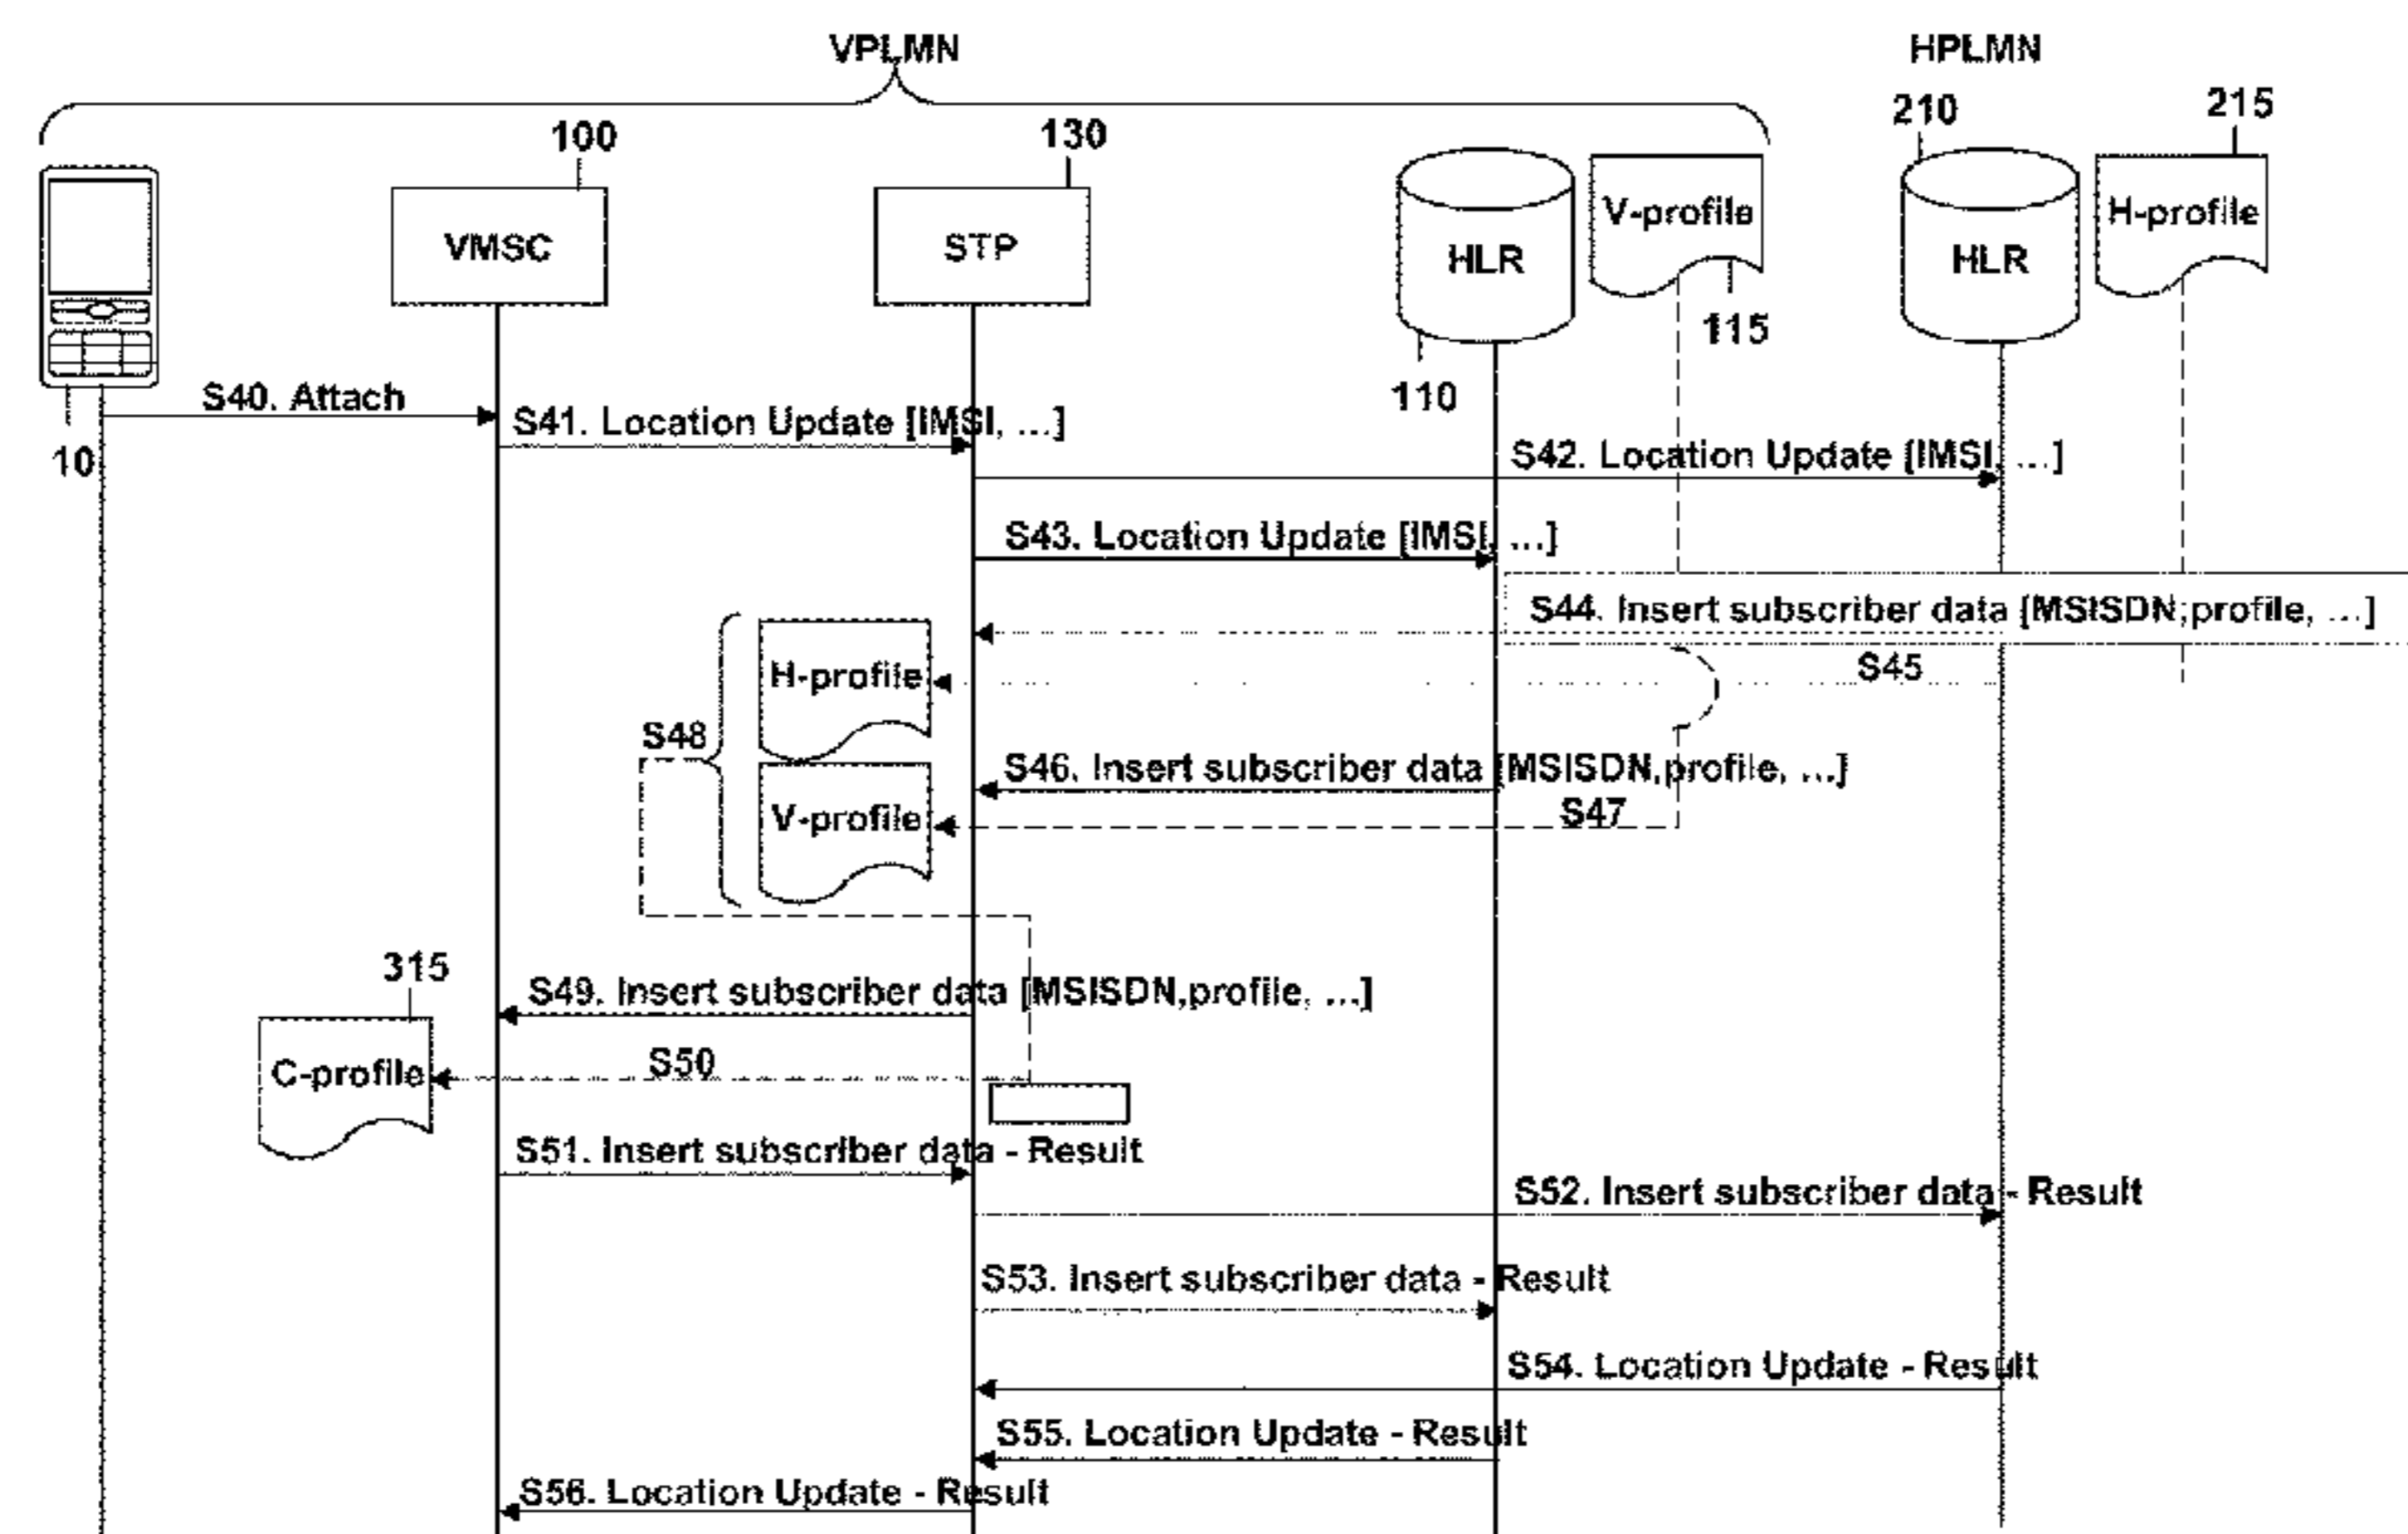 VPLMN
HPLMN
100
130
210
215
VMSC
STP
HLR
V-profile
HLR
H-profile
115
110
10
S40. Attach
S41. Location Update [IMSI, ...]
S42. Location Update [IMSI, ...]
S43. Location Update [IMSI, ...]
S44. Insert subscriber data [MSISDN,profile, ...]
H-profile
S45
S48
S46. Insert subscriber data [MSISDN,profile, ...]
V-profile
S47
315
S49. Insert subscriber data [MSISDN,profile, ...]
C-profile
S50
S51. Insert subscriber data - Result
S52. Insert subscriber data - Result
S53. Insert subscriber data - Result
S54. Location Update - Result
S55. Location Update - Result
S56. Location Update - Result